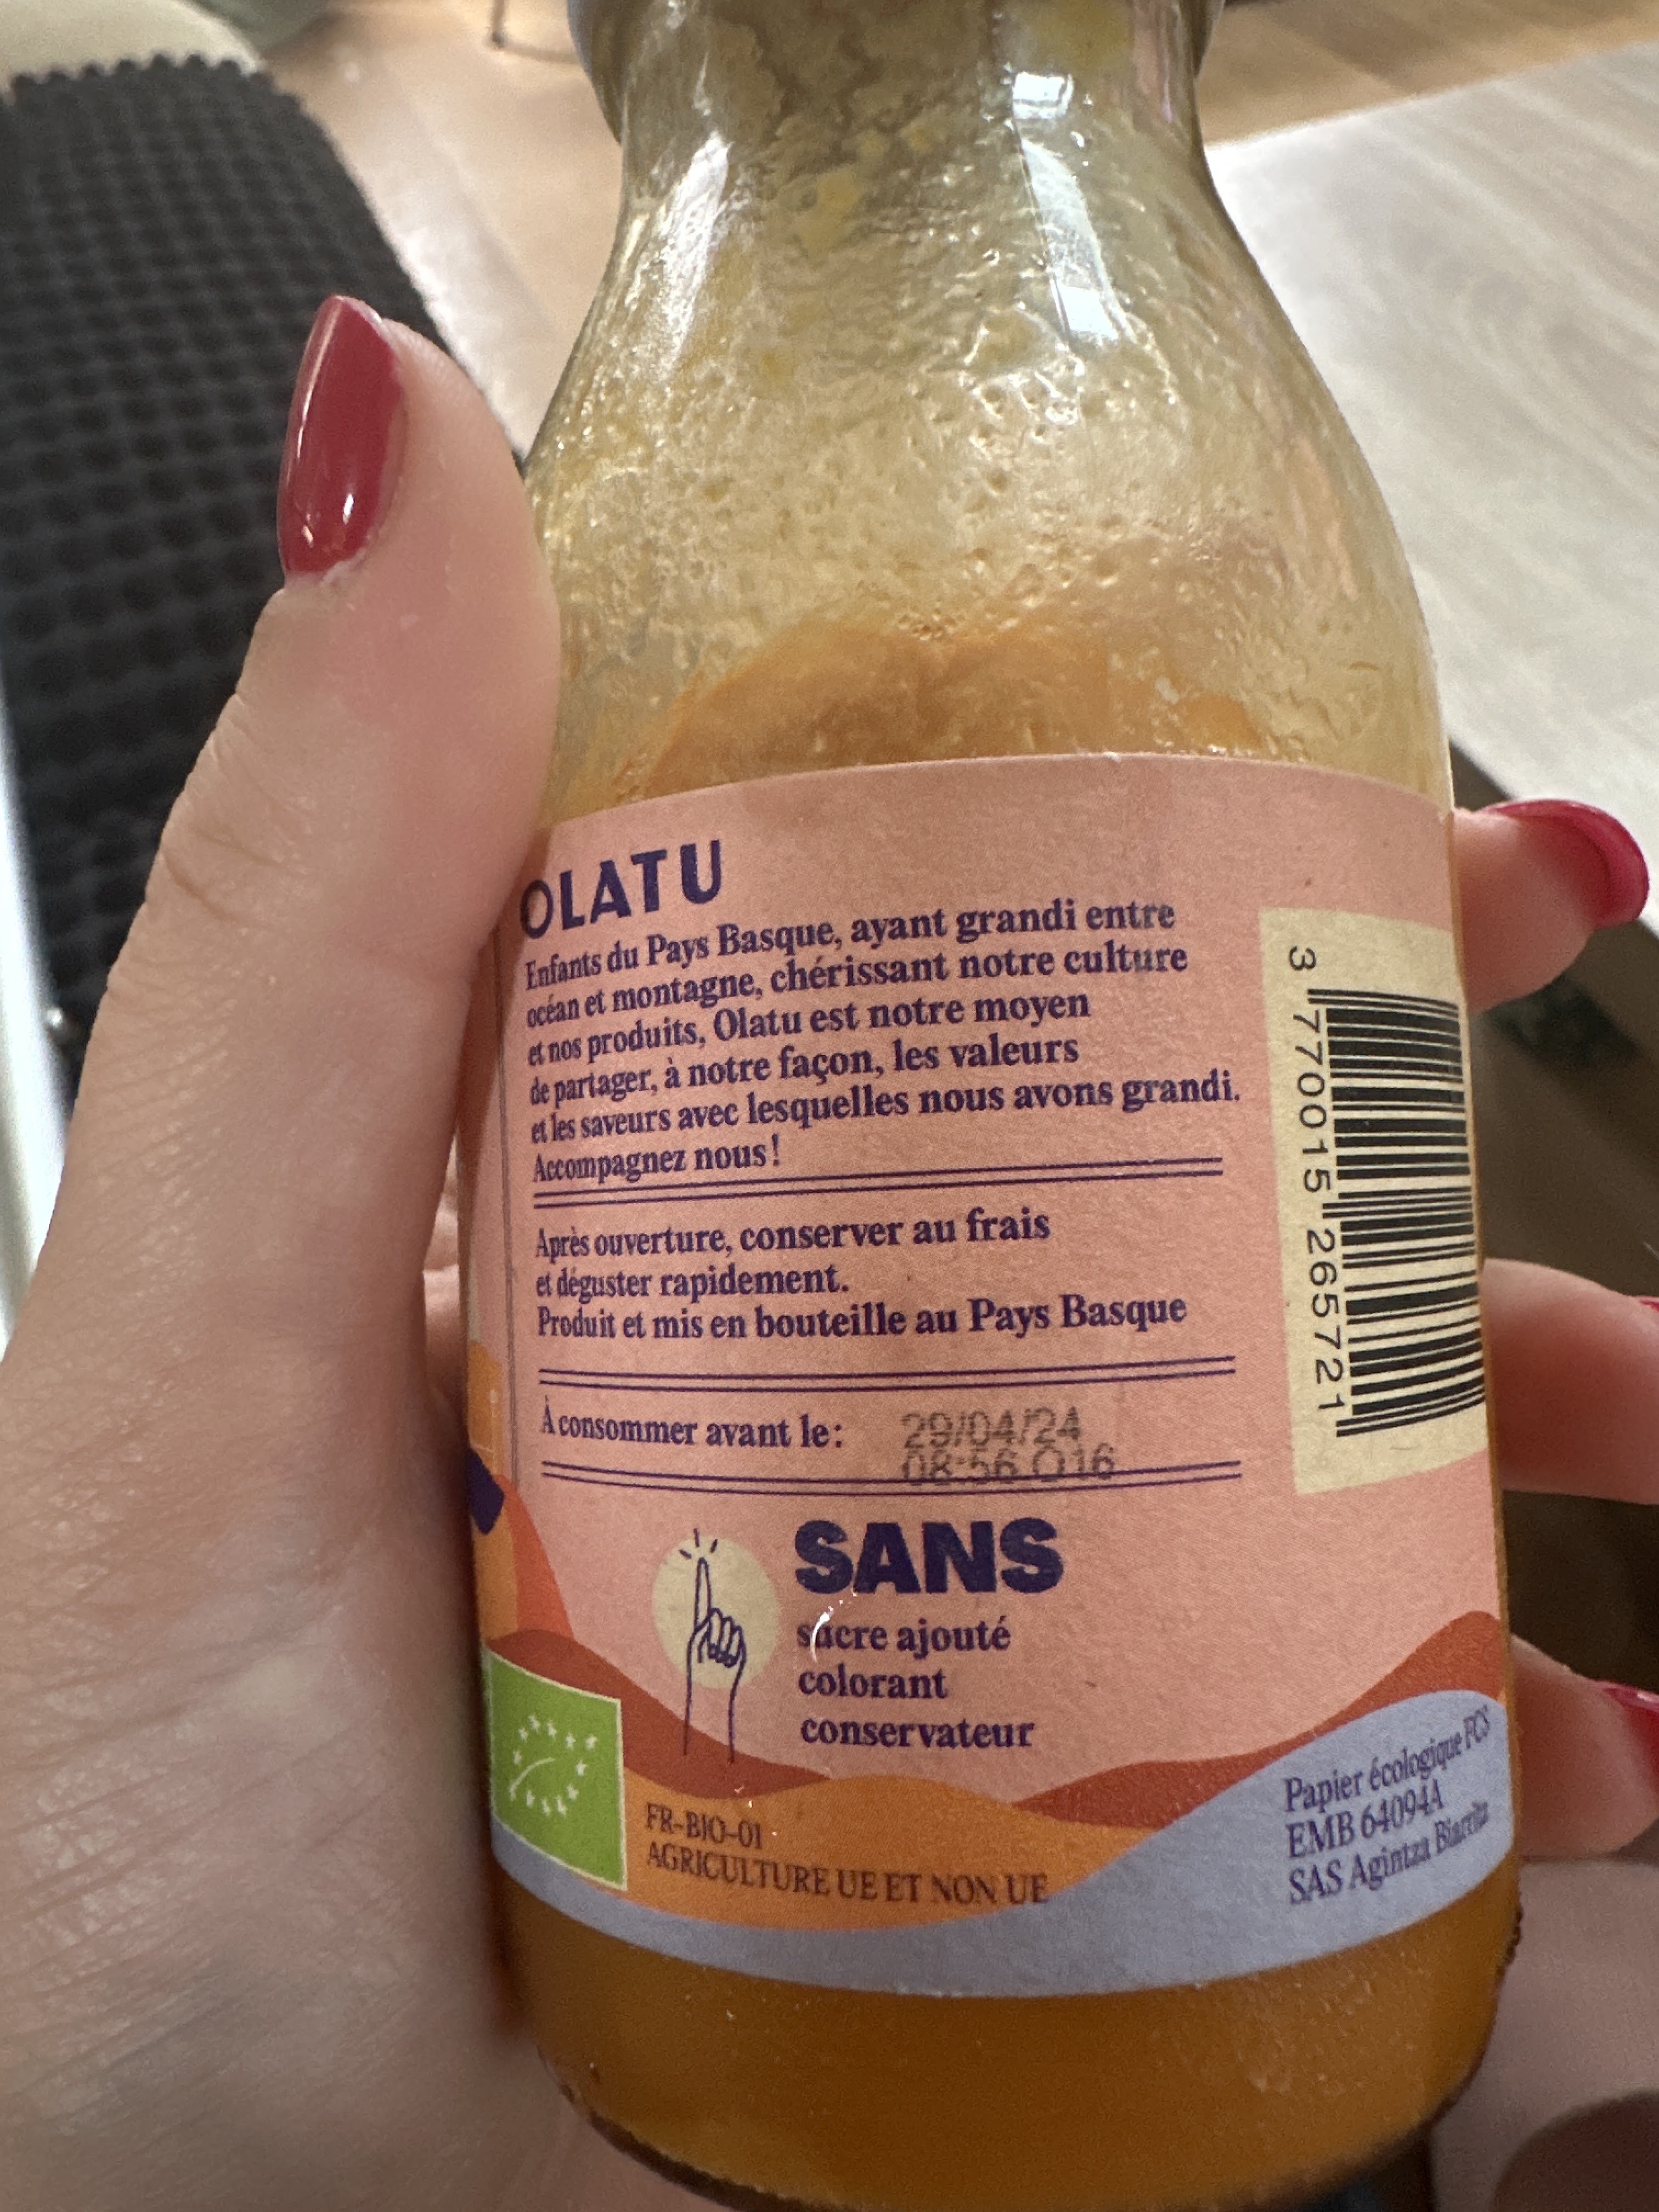 OLATU
Enfants du Pays Basque, ayant grandi entre
océan et montagne, chérissant notre culture
et nos produits, Olatu est notre moyen
de partager, à notre façon, les valeurs
et les saveurs avec lesquelles nous avons grandi.
Accompagnez nous!
Après ouverture, conserver au frais
et déguster rapidement.
Produit et mis en bouteille au Pays Basque
À consommer avant le: 29/04/24
08:56 O16
SANS
sucre ajouté
colorant
conservateur
FR-BIO-01
AGRICULTURE UE ET NON UE
Papier écologique FCS
EMB 64094A
SAS Agintza Biarritz
3 770015 265721